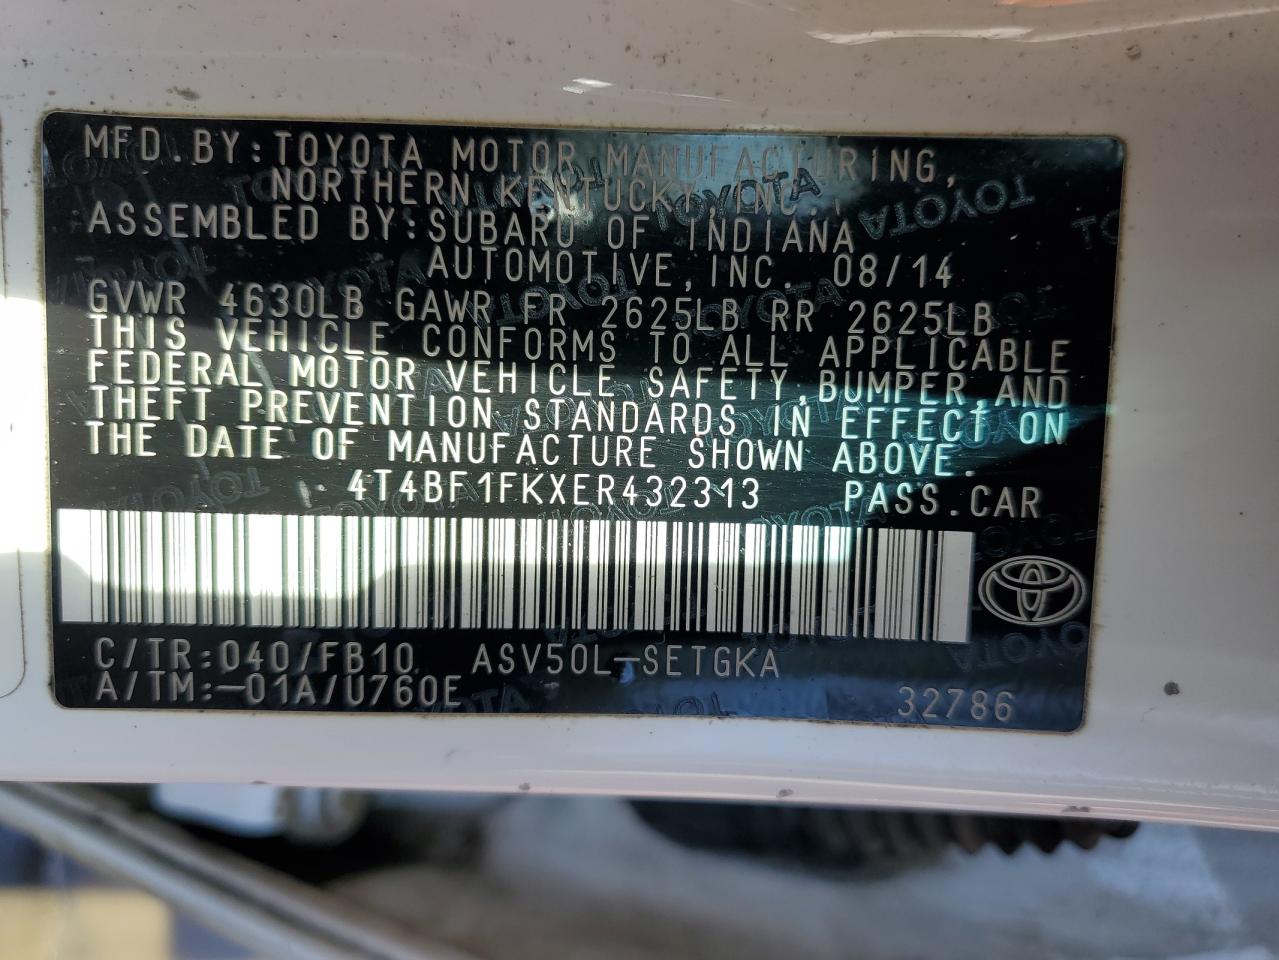 MFD.BY:TOYOTA MOTOR MANUFACTURING,
NORTHERN KENTUCKY,INC.
ASSEMBLED BY:SUBARU OF INDIANA
AUTOMOTIVE,INC. 08/14
GVWR 4630LB GAWR FR 2625LB RR 2625LB
THIS VEHICLE CONFORMS TO ALL APPLICABLE
FEDERAL MOTOR VEHICLE SAFETY,BUMPER,AND
THEFT PREVENTION STANDARDS IN EFFECT ON
THE DATE OF MANUFACTURE SHOWN ABOVE.
4T4BF1FKXER432313 PASS.CAR
C/TR:040/FB10 ASV50L-SETGKA
A/TM:-01A/U760E 32786